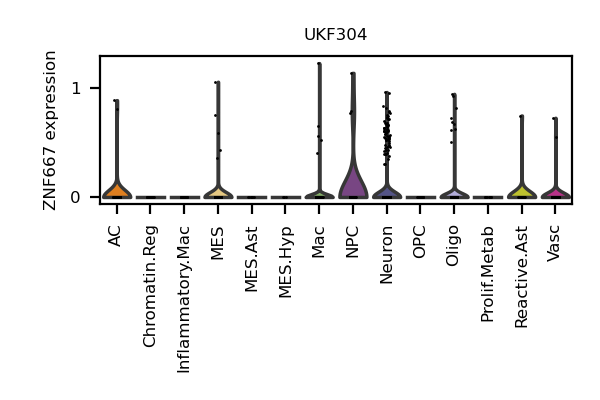 UKF304
ZNF667 expression
1
0
AC
Chromatin.Reg
Inflammatory.Mac
MES
MES.Ast
MES.Hyp
Mac
NPC
Neuron
OPC
Oligo
Prolif.Metab
Reactive.Ast
Vasc